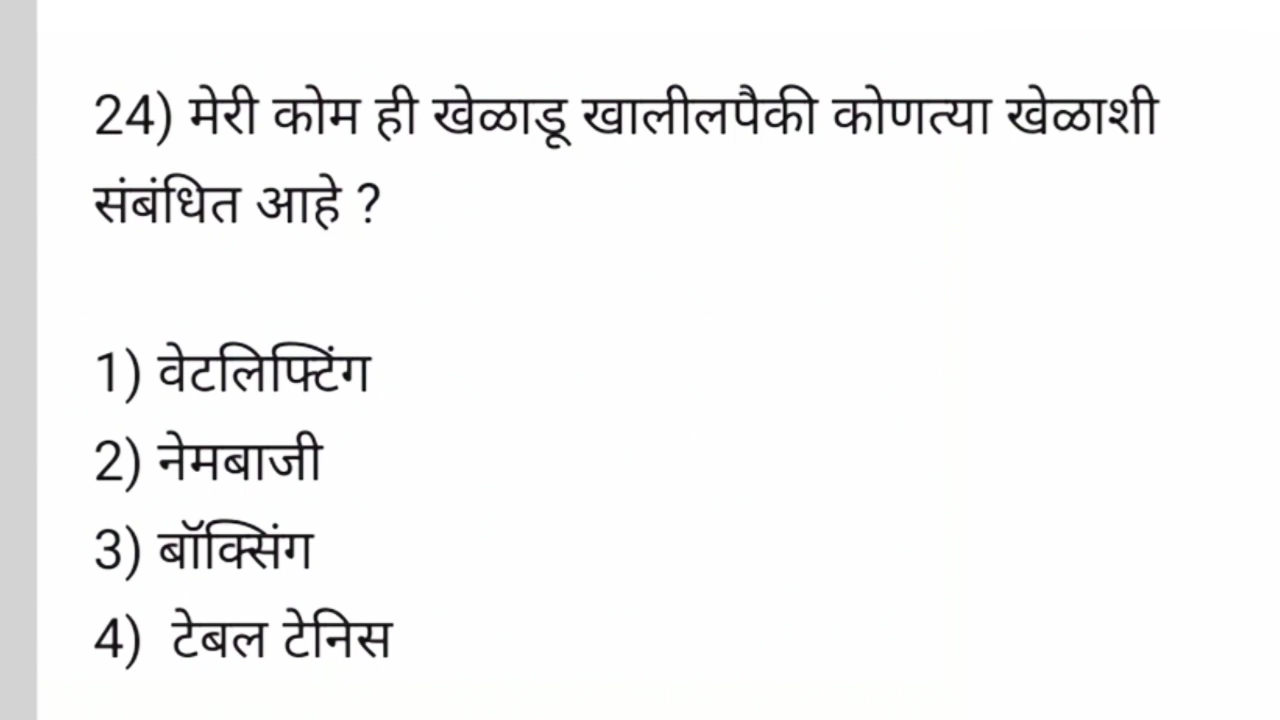 24) मेरी कोम ही खेळाडू खालीलपैकी कोणत्या खेळाशी
संबंधित आहे ?
1) वेटलिफ्टिंग
2) नेमबाजी
3) बॉक्सिंग
4) टेबल टेनिस